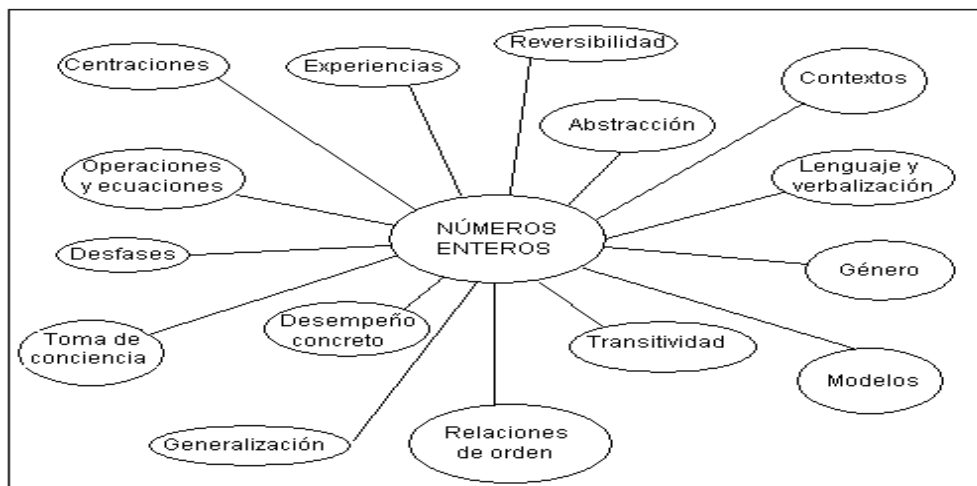 Reversibilidad
Centraciones
Experiencias
Contextos
Abstracción
Operaciones
y ecuaciones
Lenguaje y
verbalización
NÚMEROS
ENTEROS
Desfases
Género
Toma de
conciencia
Desempeño
concreto
Transitividad
Modelos
Generalización
Relaciones
de orden